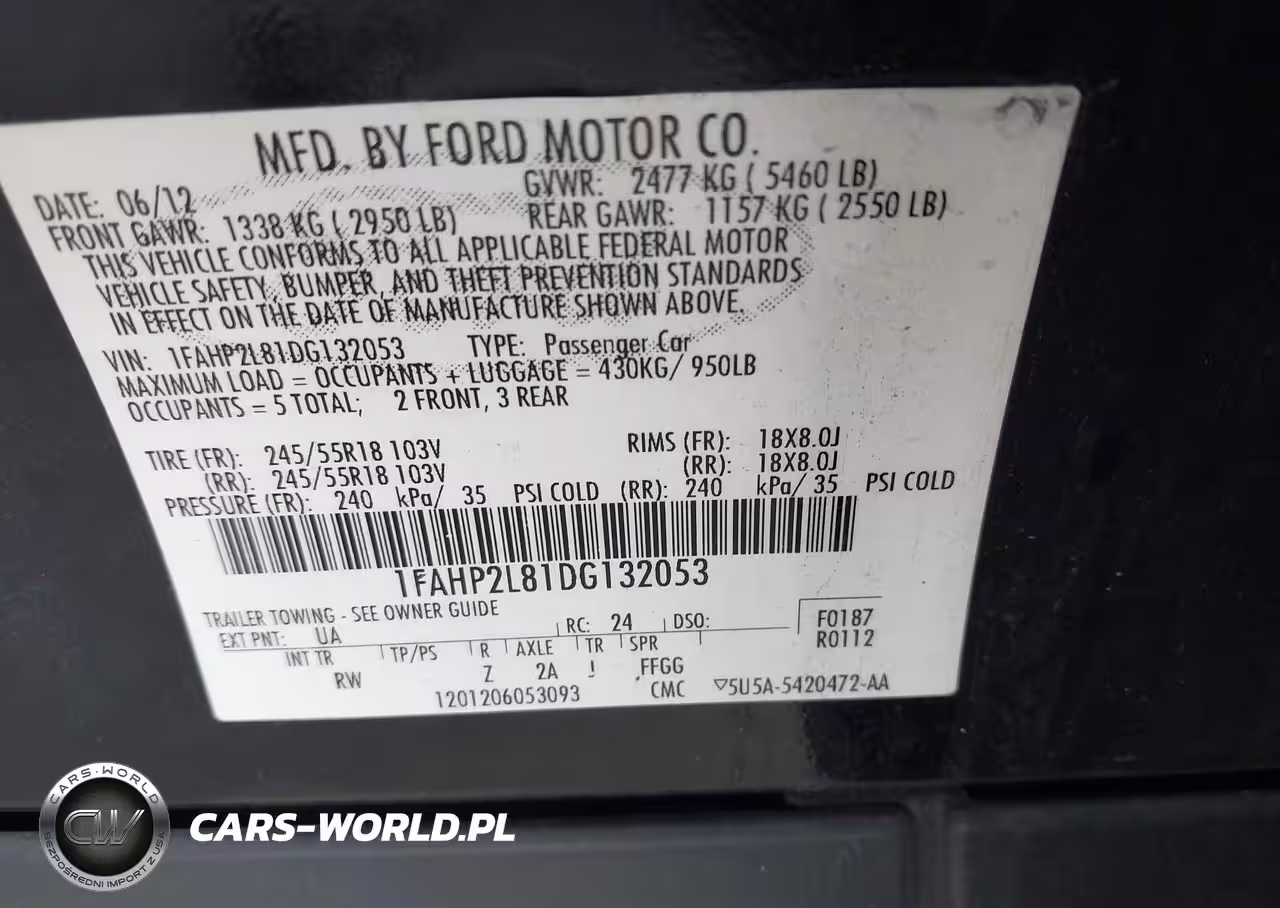 MFD. BY FORD MOTOR CO.
DATE: 06/12 GVWR: 2477 KG ( 5460 LB)
FRONT GAWR: 1338 KG ( 2950 LB) REAR GAWR: 1157 KG ( 2550 LB)
THIS VEHICLE CONFORMS TO ALL APPLICABLE FEDERAL MOTOR
VEHICLE SAFETY, BUMPER, AND THEFT PREVENTION STANDARDS
IN EFFECT ON THE DATE OF MANUFACTURE SHOWN ABOVE.
VIN: 1FAHP2L81DG132053 TYPE: Passenger Car
MAXIMUM LOAD = OCCUPANTS + LUGGAGE = 430KG/ 950LB
OCCUPANTS = 5 TOTAL; 2 FRONT, 3 REAR
TIRE (FR): 245/55R18 103V RIMS (FR): 18X8.0J
(RR): 245/55R18 103V (RR): 18X8.0J
PRESSURE (FR): 240 kPa/ 35 PSI COLD (RR): 240 kPa/ 35 PSI COLD
1FAHP2L81DG132053
TRAILER TOWING - SEE OWNER GUIDE
EXT PNT: UA RC: 24 DSO: F0187
R0112
INT TR TP/PS R AXLE TR SPR
RW Z 2A J FFGG
1201206053093 CMC ▽5U5A-5420472-AA
CARS-WORLD
CW
BEZPOŚREDNI IMPORT Z USA
CARS-WORLD.PL